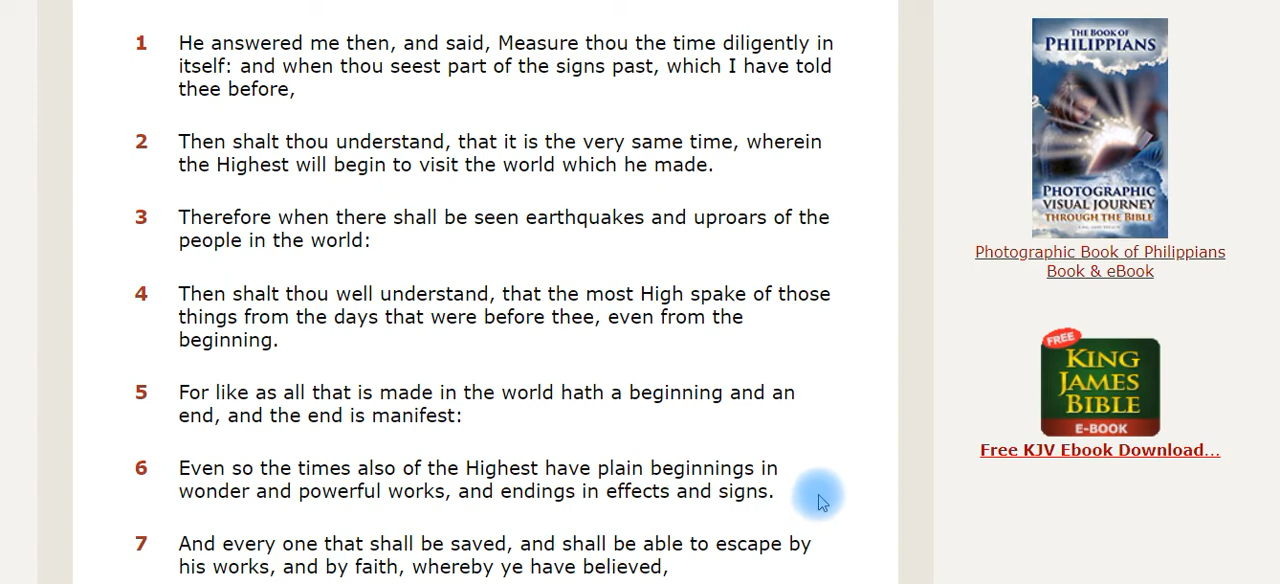 1 He answered me then, and said, Measure thou the time diligently in
itself: and when thou seest part of the signs past, which I have told
thee before,
2 Then shalt thou understand, that it is the very same time, wherein
the Highest will begin to visit the world which he made.
3 Therefore when there shall be seen earthquakes and uproars of the
people in the world:
4 Then shalt thou well understand, that the most High spake of those
things from the days that were before thee, even from the
beginning.
5 For like as all that is made in the world hath a beginning and an
end, and the end is manifest:
6 Even so the times also of the Highest have plain beginnings in
wonder and powerful works, and endings in effects and signs.
7 And every one that shall be saved, and shall be able to escape by
his works, and by faith, whereby ye have believed,
THE BOOK OF
PHILIPPIANS
PHOTOGRAPHIC
VISUAL JOURNEY
THROUGH THE BIBLE
Photographic Book of Philippians
Book & eBook
FREE
KING
JAMES
BIBLE
E-BOOK
Free KJV Ebook Download...